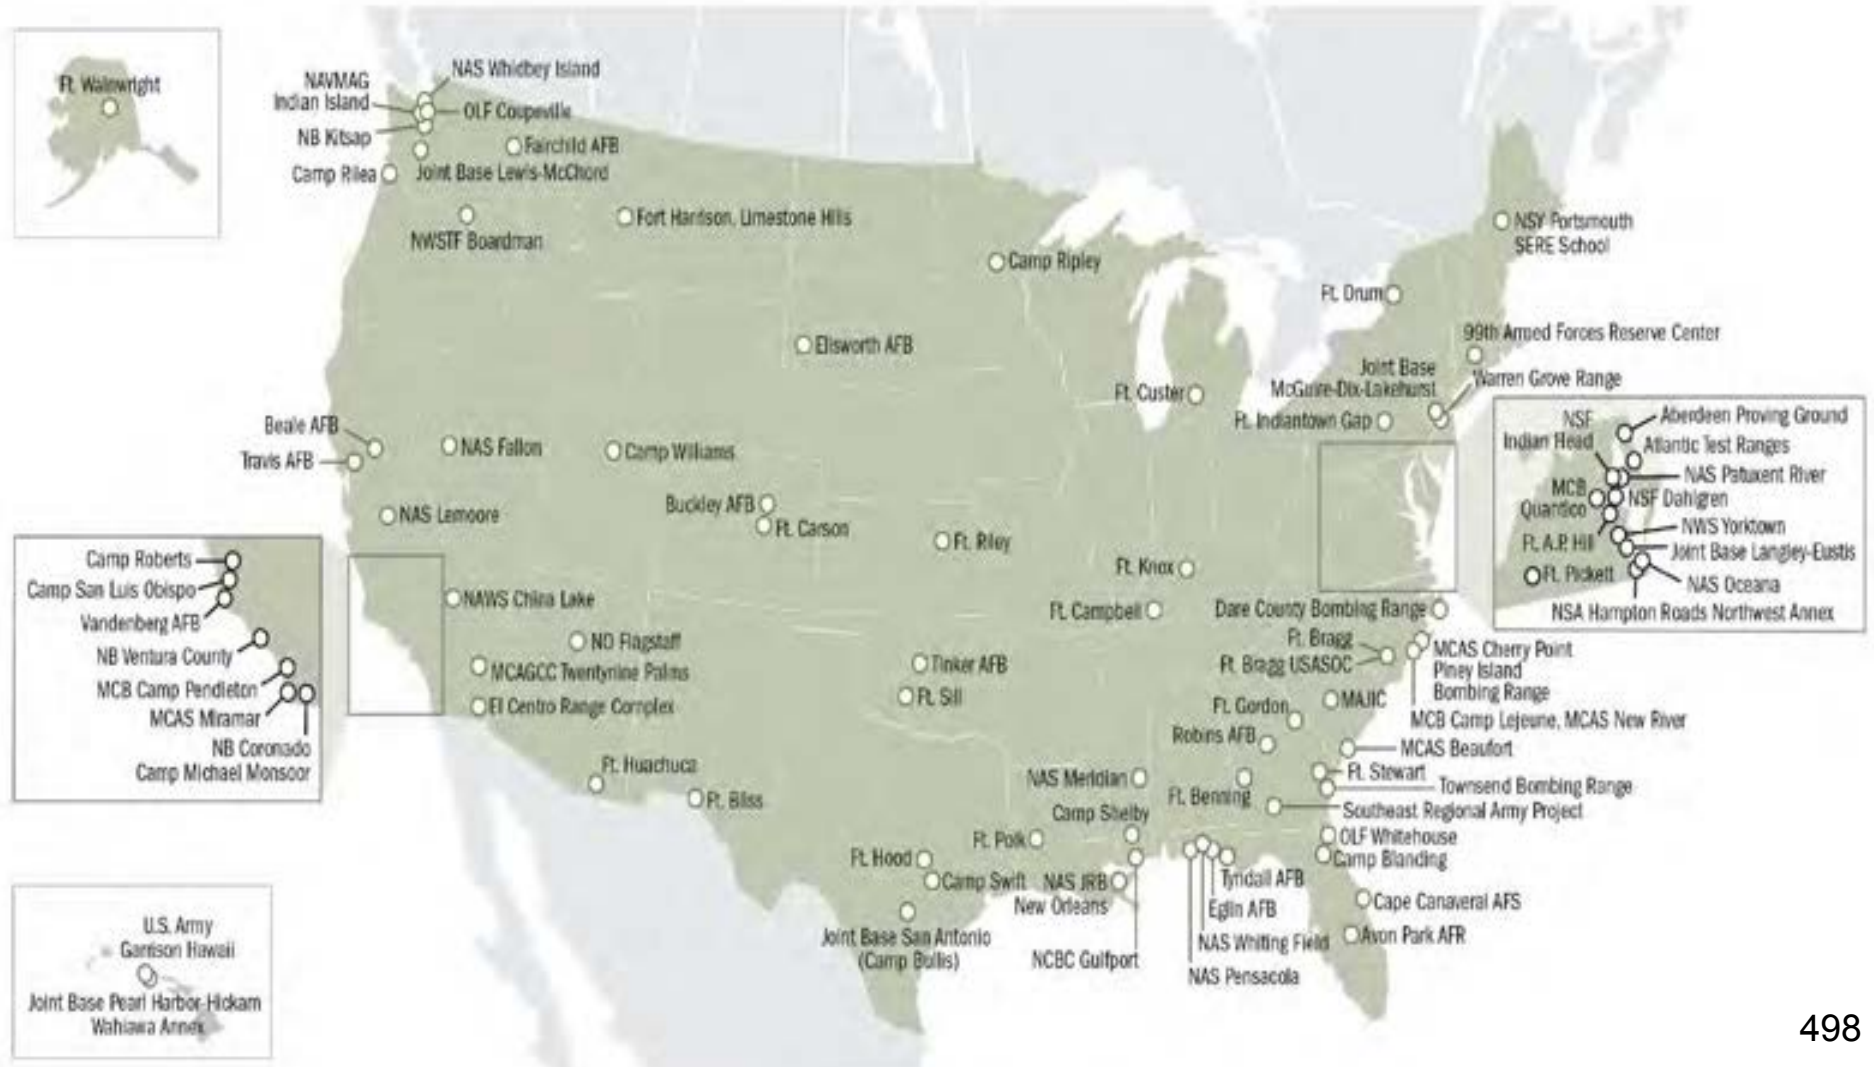 Ft. Wainwright
NAVMAG
Indian Island
NAS Whidbey Island
OLF Coupeville
NB Kitsap
Fairchild AFB
Camp Rilea
Joint Base Lewis-McChord
NWSTF Boardman
Fort Harrison, Limestone Hills
Camp Ripley
NSY Portsmouth
SERE School
Ft. Drum
Ellsworth AFB
99th Armed Forces Reserve Center
Joint Base
McGuire-Dix-Lakehurst
Warren Grove Range
Ft. Custer
Ft. Indiantown Gap
Beale AFB
Travis AFB
NAS Fallon
Camp Williams
NAS Lemoore
Buckley AFB
Ft. Carson
Ft. Riley
Ft. Knox
Ft. Campbell
NSF
Indian Head
Aberdeen Proving Ground
Atlantic Test Ranges
NAS Patuxent River
MCB
Quantico
NSF Dahlgren
NWS Yorktown
Ft. A.P. Hill
Joint Base Langley-Eustis
Ft. Pickett
NAS Oceana
NSA Hampton Roads Northwest Annex
Camp Roberts
Camp San Luis Obispo
Vandenberg AFB
NB Ventura County
MCB Camp Pendleton
MCAS Miramar
NB Coronado
Camp Michael Monsoor
NAWS China Lake
NO Flagstaff
MCAGCC Twentynine Palms
El Centro Range Complex
Tinker AFB
Ft. Sill
Dare County Bombing Range
Ft. Bragg
Ft. Bragg USASOC
MCAS Cherry Point
Piney Island
Bombing Range
MAJIC
Ft. Gordon
MCB Camp Lejeune, MCAS New River
Robins AFB
MCAS Beaufort
Ft. Huachuca
Ft. Bliss
NAS Meridian
Ft. Benning
Ft. Stewart
Townsend Bombing Range
Camp Shelby
Southeast Regional Army Project
Ft. Polk
OLF Whitehouse
Camp Blanding
Ft. Hood
Camp Swift
NAS JRB
New Orleans
Tyndall AFB
Eglin AFB
Cape Canaveral AFS
Joint Base San Antonio
(Camp Bullis)
NCBC Gulfport
NAS Whiting Field
NAS Pensacola
Avon Park AFR
U.S. Army
Garrison Hawaii
Joint Base Pearl Harbor-Hickam
Wahiawa Annex
498